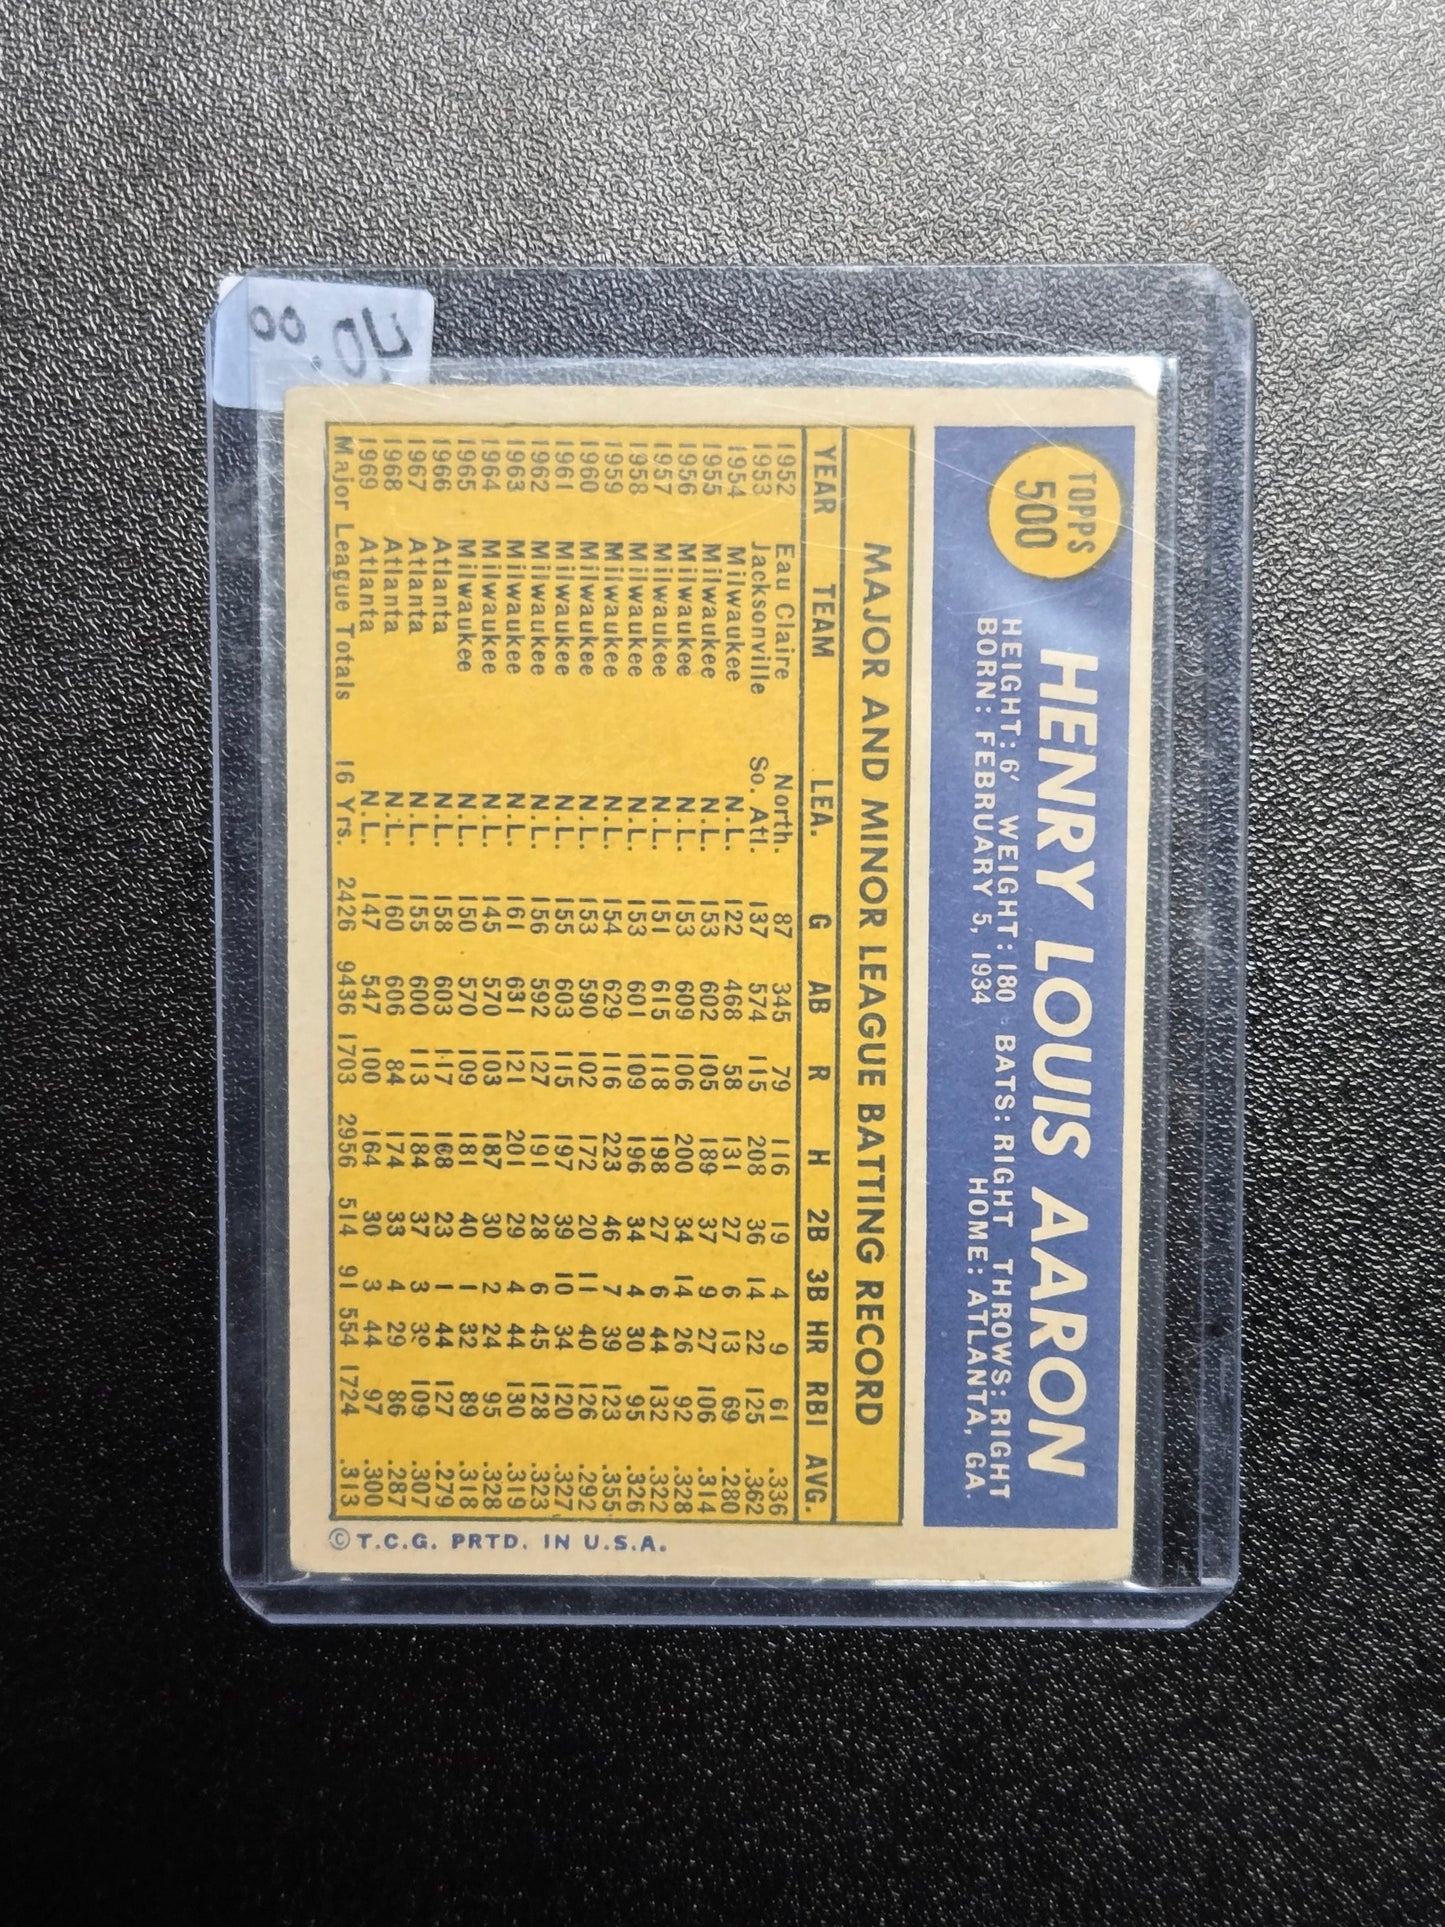 TOPPS
500
HENRY LOUIS AARON
HEIGHT: 6' WEIGHT: 180 BATS: RIGHT THROWS: RIGHT
BORN: FEBRUARY 5, 1934 HOME: ATLANTA, GA.
MAJOR AND MINOR LEAGUE BATTING RECORD
YEAR TEAM LEA. G AB R H 2B 3B HR RBI AVG.
1952 Eau Claire North. 87 345 79 116 19 4 9 61 .336
1953 Jacksonville So. Atl. 137 574 115 208 36 14 22 125 .362
1954 Milwaukee N.L. 122 468 58 131 27 6 13 69 .280
1955 Milwaukee N.L. 153 602 105 189 37 9 27 106 .314
1956 Milwaukee N.L. 153 609 106 200 34 14 26 92 .328
1957 Milwaukee N.L. 151 615 118 198 27 6 44 132 .322
1958 Milwaukee N.L. 153 601 109 196 34 4 30 95 .326
1959 Milwaukee N.L. 154 629 116 223 46 7 39 123 .355
1960 Milwaukee N.L. 153 590 102 172 20 11 40 126 .292
1961 Milwaukee N.L. 155 603 115 197 39 10 34 120 .327
1962 Milwaukee N.L. 156 592 127 191 28 6 45 128 .323
1963 Milwaukee N.L. 161 631 121 201 29 4 44 130 .319
1964 Milwaukee N.L. 145 570 103 187 30 2 24 95 .328
1965 Milwaukee N.L. 150 570 109 181 40 1 32 89 .318
1966 Atlanta N.L. 158 603 117 168 23 1 44 127 .279
1967 Atlanta N.L. 155 600 113 184 37 3 39 109 .307
1968 Atlanta N.L. 160 606 84 174 33 4 29 86 .287
1969 Atlanta N.L. 147 547 100 164 30 3 44 97 .300
Major League Totals 16 Yrs. 2426 9436 1703 2956 514 91 554 1724 .313
© T.C.G. PRTD. IN U.S.A.